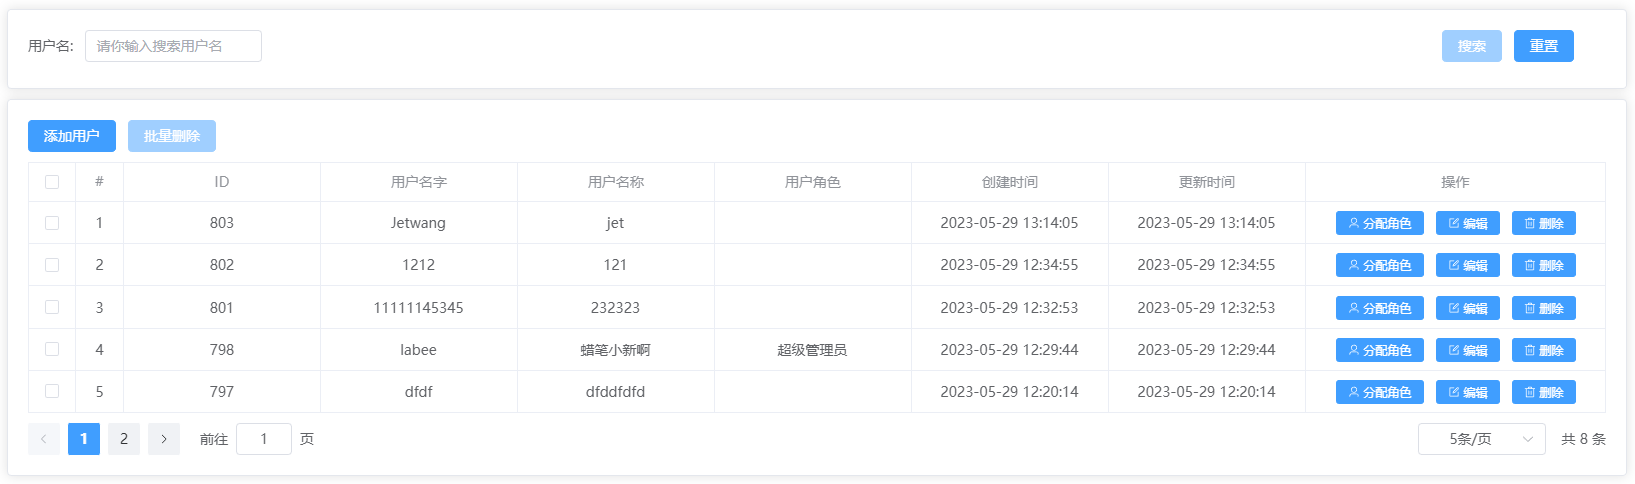 用户名: 请你输入搜索用户名 搜索 重置
添加用户 批量删除
# ID 用户名字 用户名称 用户角色 创建时间 更新时间 操作
1 803 Jetwang jet 2023-05-29 13:14:05 2023-05-29 13:14:05 分配角色 编辑 删除
2 802 1212 121 2023-05-29 12:34:55 2023-05-29 12:34:55 分配角色 编辑 删除
3 801 11111145345 232323 2023-05-29 12:32:53 2023-05-29 12:32:53 分配角色 编辑 删除
4 798 labee 蜡笔小新啊 超级管理员 2023-05-29 12:29:44 2023-05-29 12:29:44 分配角色 编辑 删除
5 797 dfdf dfddfdfd 2023-05-29 12:20:14 2023-05-29 12:20:14 分配角色 编辑 删除
1 2 前往 1 页 5条/页 共 8 条